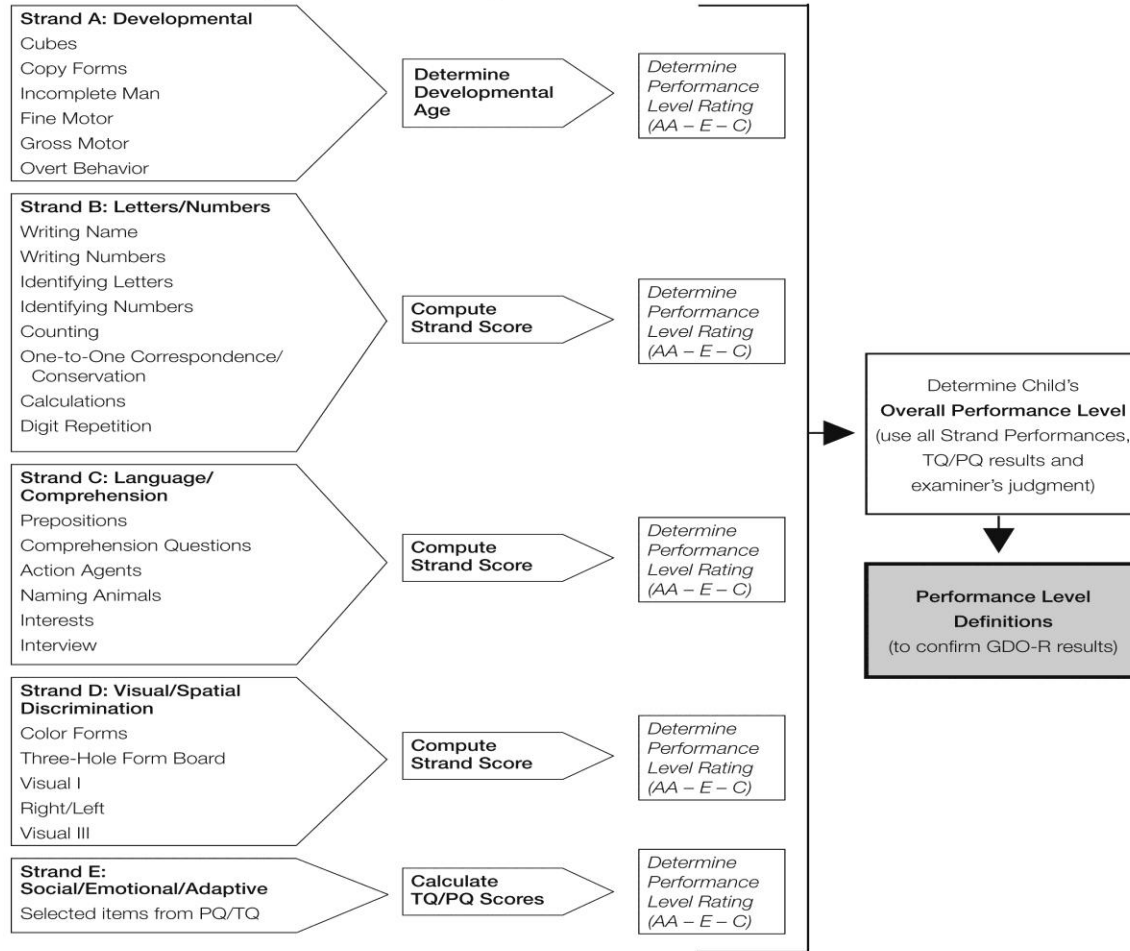 Strand A: Developmental
Cubes
Copy Forms
Incomplete Man
Fine Motor
Gross Motor
Overt Behavior
Determine
Developmental
Age
Determine
Performance
Level Rating
(AA – E – C)
Strand B: Letters/Numbers
Writing Name
Writing Numbers
Identifying Letters
Identifying Numbers
Counting
One-to-One Correspondence/
Conservation
Calculations
Digit Repetition
Compute
Strand Score
Determine
Performance
Level Rating
(AA – E – C)
Strand C: Language/
Comprehension
Prepositions
Comprehension Questions
Action Agents
Naming Animals
Interests
Interview
Compute
Strand Score
Determine
Performance
Level Rating
(AA – E – C)
Strand D: Visual/Spatial
Discrimination
Color Forms
Three-Hole Form Board
Visual I
Right/Left
Visual III
Compute
Strand Score
Determine
Performance
Level Rating
(AA – E – C)
Strand E:
Social/Emotional/Adaptive
Selected items from PQ/TQ
Calculate
TQ/PQ Scores
Determine
Performance
Level Rating
(AA – E – C)
Determine Child's
Overall Performance Level
(use all Strand Performances,
TQ/PQ results and
examiner's judgment)
Performance Level
Definitions
(to confirm GDO-R results)